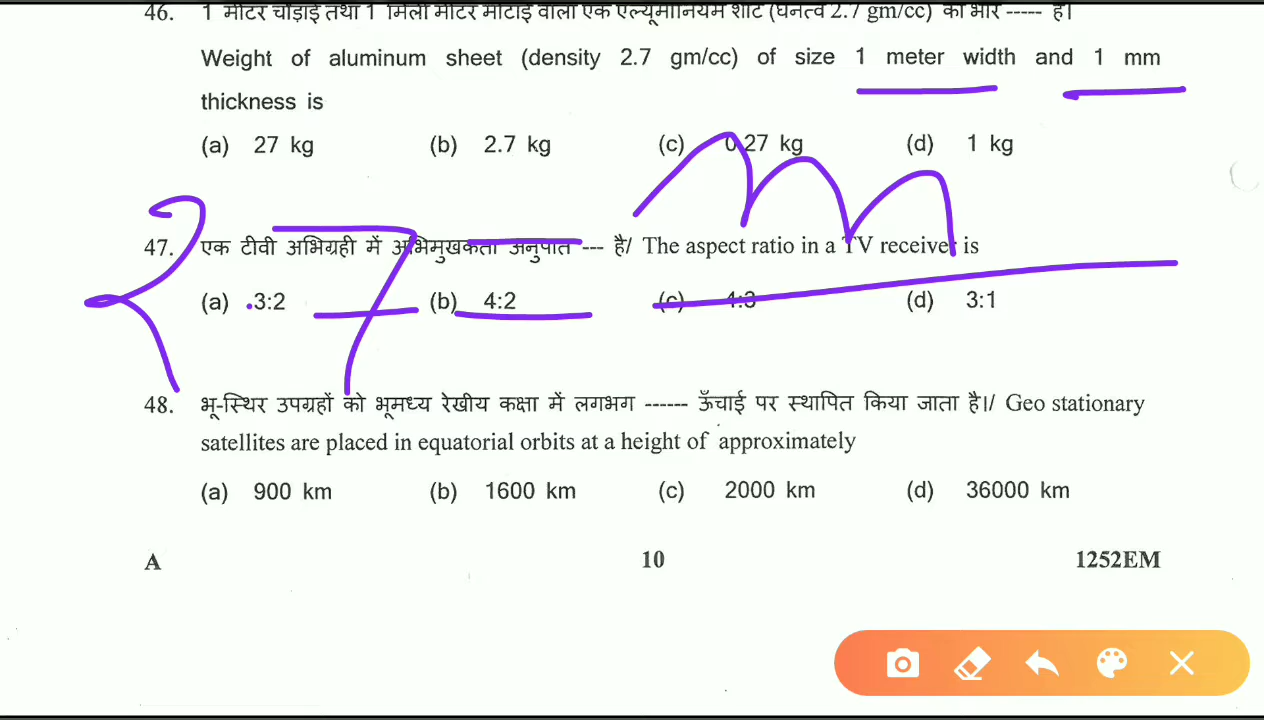 46. 1 मीटर चौड़ाई तथा 1 मिली मीटर मोटाई वाली एक एल्यूमीनियम शीट (घनत्व 2.7 gm/cc) का भार ----- है।
Weight of aluminum sheet (density 2.7 gm/cc) of size 1 meter width and 1 mm
thickness is
(a) 27 kg (b) 2.7 kg (c) 0.27 kg (d) 1 kg
47. एक टीवी अभिग्रही में अभिमुखकता अनुपात --- है/ The aspect ratio in a TV receiver is
(a) .3:2 (b) 4:2 (c) 4:3 (d) 3:1
48. भू-स्थिर उपग्रहों को भूमध्य रेखीय कक्षा में लगभग ------ ऊँचाई पर स्थापित किया जाता है।/ Geo stationary
satellites are placed in equatorial orbits at a height of approximately
(a) 900 km (b) 1600 km (c) 2000 km (d) 36000 km
A 10 1252EM